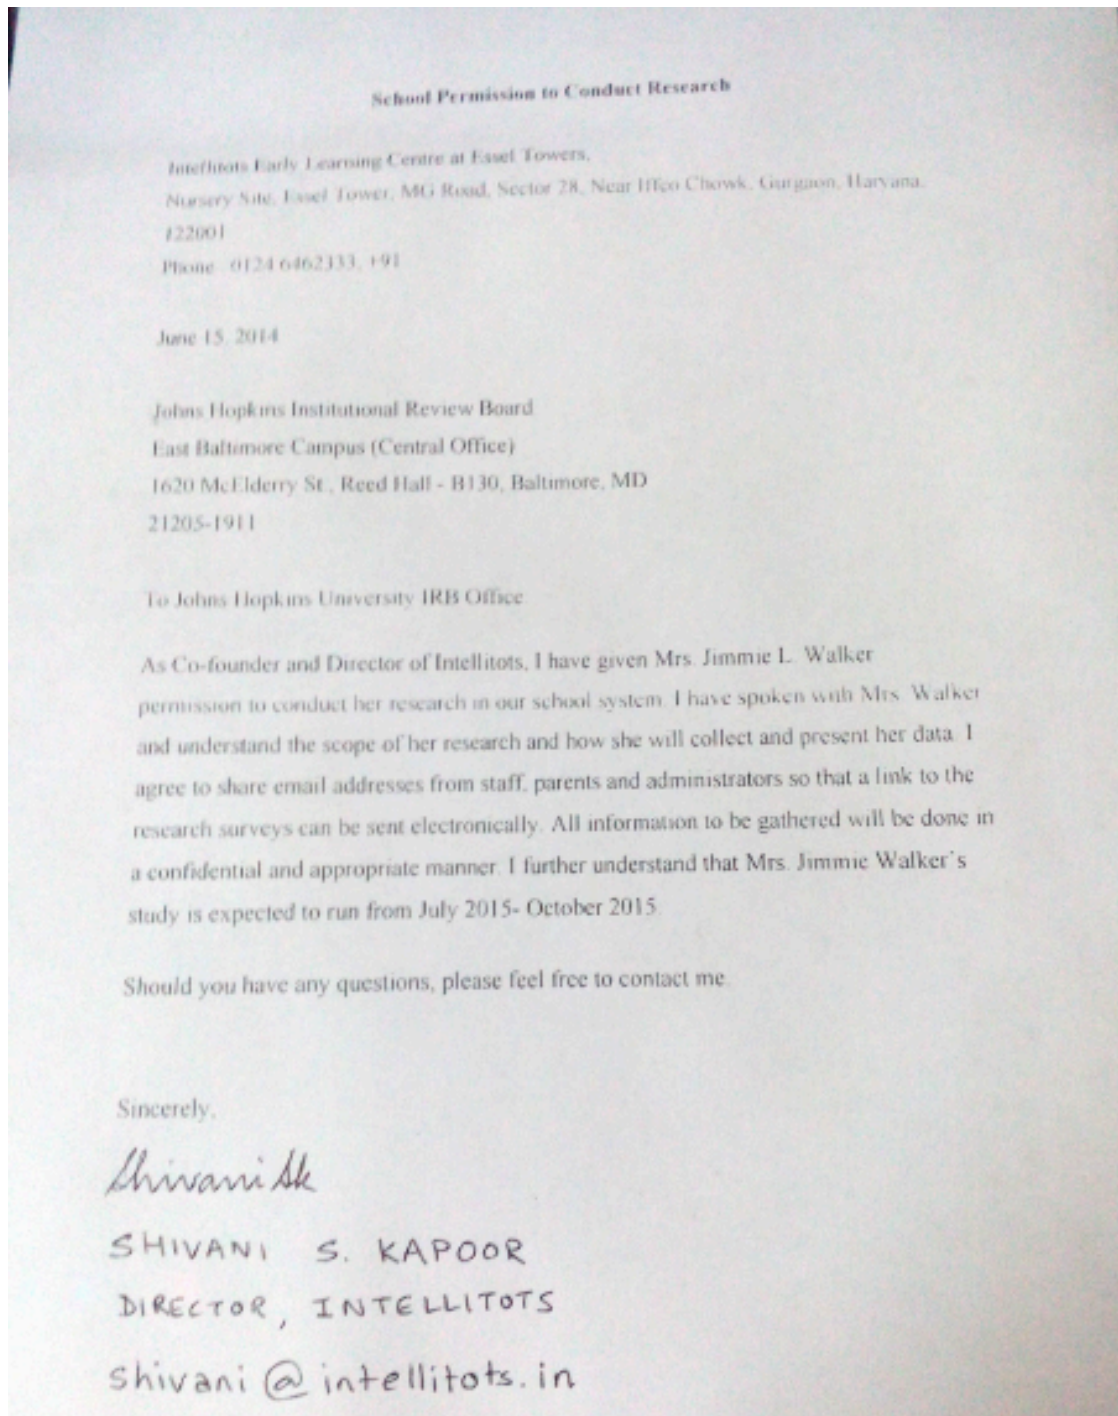 School Permission to Conduct Research
Intellitots Early Learning Centre at Essel Towers,
Nursery Site, Essel Tower, MG Road, Sector 28, Near Iffco Chowk, Gurgaon, Haryana,
122001
Phone 0124 6462333, +91
June 15, 2014
Johns Hopkins Institutional Review Board
East Baltimore Campus (Central Office)
1620 McElderry St., Reed Hall - B130, Baltimore, MD
21205-1911
To Johns Hopkins University IRB Office
As Co-founder and Director of Intellitots, I have given Mrs. Jimmie L. Walker
permission to conduct her research in our school system. I have spoken with Mrs. Walker
and understand the scope of her research and how she will collect and present her data. I
agree to share email addresses from staff, parents and administrators so that a link to the
research surveys can be sent electronically. All information to be gathered will be done in
a confidential and appropriate manner. I further understand that Mrs. Jimmie Walker's
study is expected to run from July 2015- October 2015
Should you have any questions, please feel free to contact me.
Sincerely,
Shivani Sk
SHIVANI S. KAPOOR
DIRECTOR, INTELLITOTS
shivani@intellitots.in